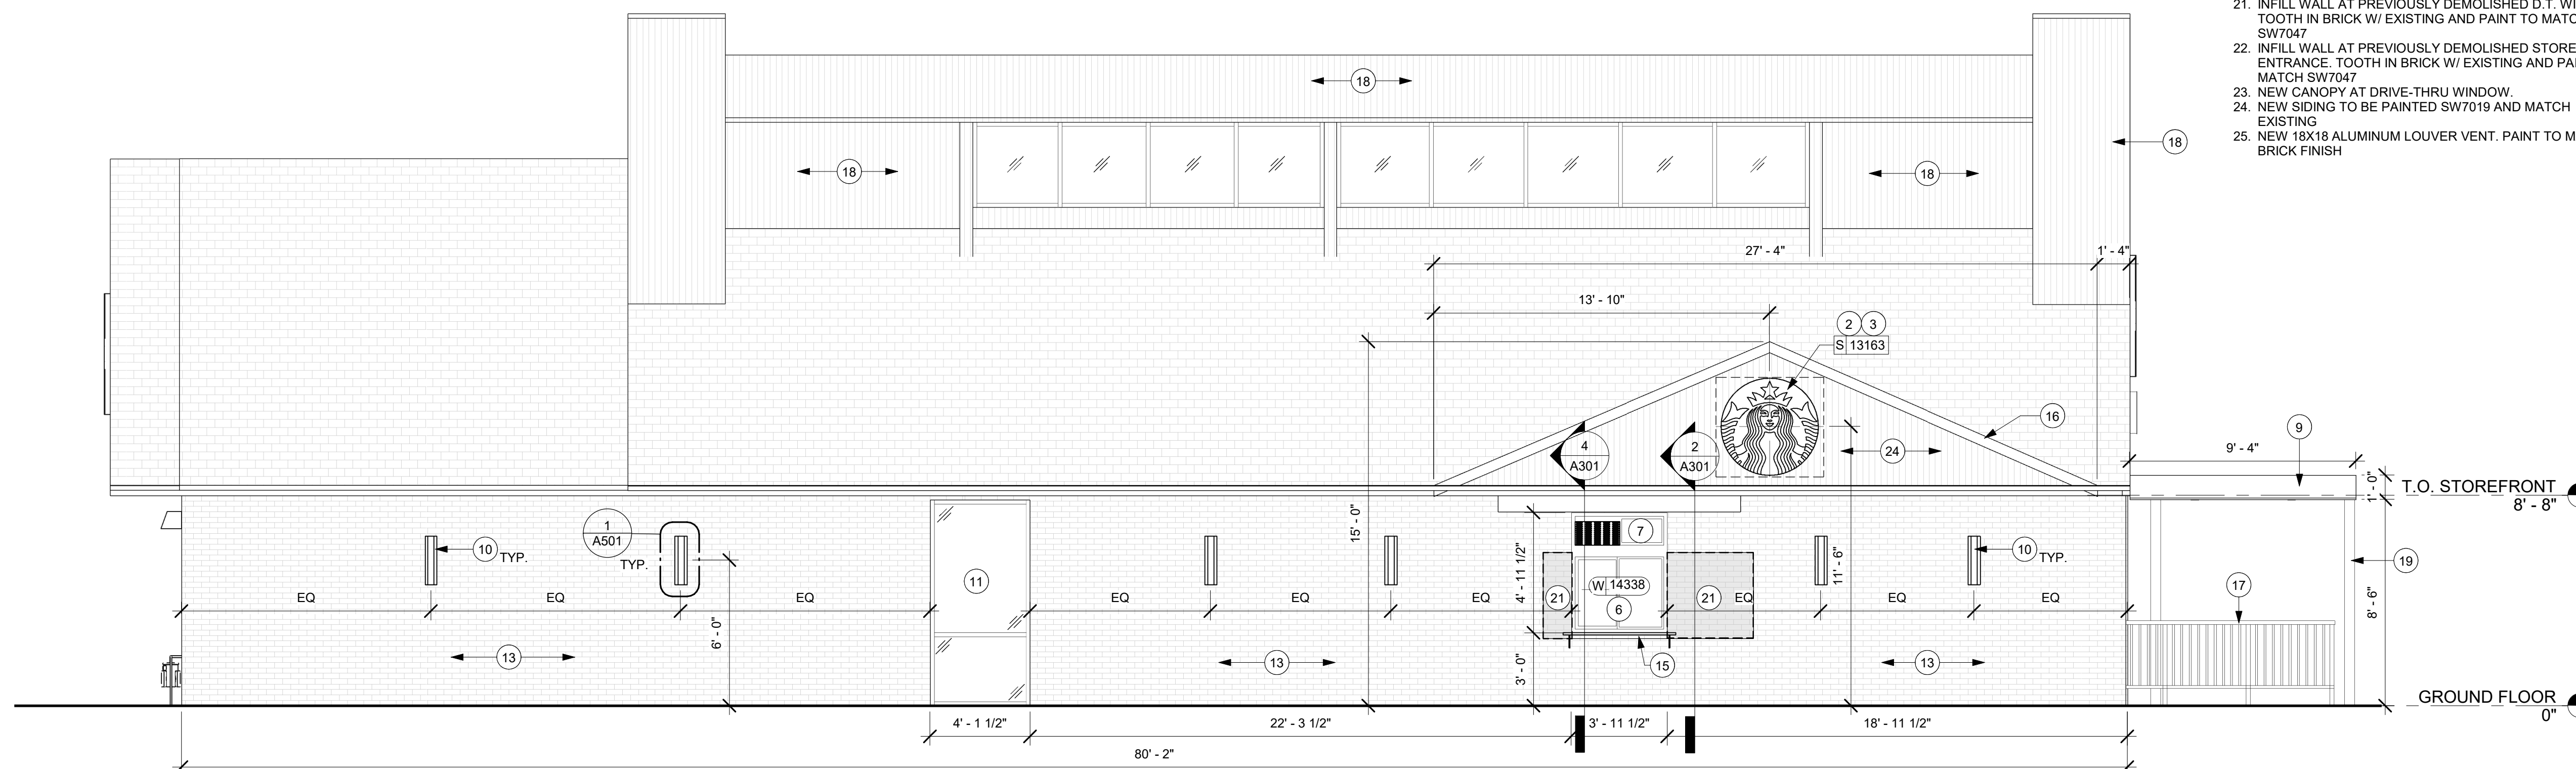 21. INFILL WALL AT PREVIOUSLY DEMOLISHED D.T.
TOOTH IN BRICK W/ EXISTING AND PAINT TO
SW7047
22. INFILL WALL AT PREVIOUSLY DEMOLISHED
ENTRANCE. TOOTH IN BRICK W/ EXISTING AND
MATCH SW7047
23. NEW CANOPY AT DRIVE-THRU WINDOW.
24. NEW SIDING TO BE PAINTED SW7019 AND MATCH
EXISTING
25. NEW 18X18 ALUMINUM LOUVER VENT. PAINT TO
BRICK FINISH
18
18
18
18
27' - 4"
1' - 4"
13' - 10"
2 3
S 13163
16
9
4
A301
2
A301
24
9' - 4"
1' - 0"
T.O. STOREFRONT
8' - 8"
15' - 0"
1
A501
10
TYP.
TYP.
11
7
4' - 11 1/2"
11' - 6"
10
TYP.
19
W 14338
6
17
EQ
EQ
EQ
EQ
EQ
EQ
21
21
EQ
EQ
EQ
8' - 6"
6' - 0"
13
13
3' - 0"
15
13
GROUND FLOOR
0"
4' - 1 1/2"
22' - 3 1/2"
3' - 11 1/2"
18' - 11 1/2"
80' - 2"